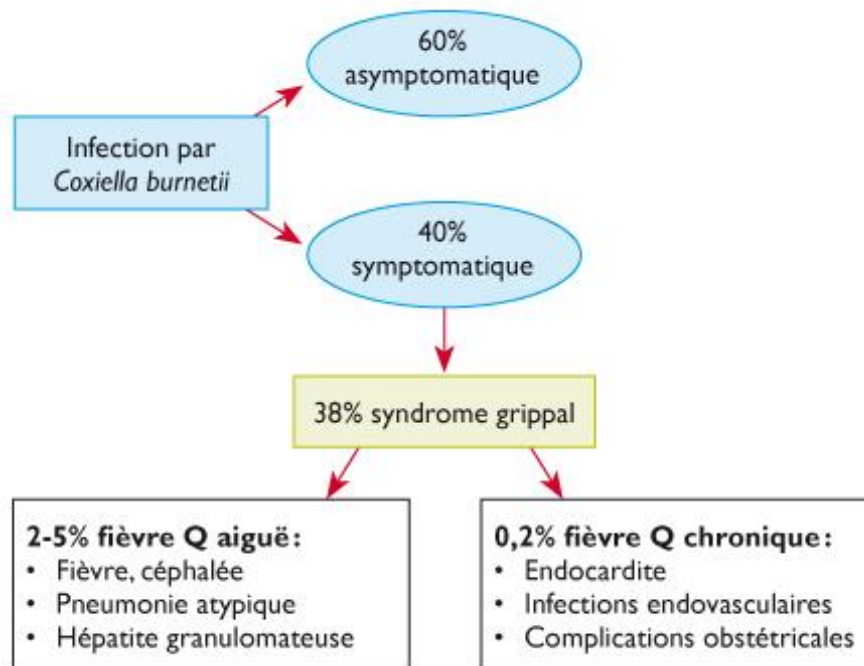 60%
asymptomatique
Infection par
Coxiella burnetii
40%
symptomatique
38% syndrome grippal
2-5% fièvre Q aiguë:
• Fièvre, céphalée
• Pneumonie atypique
• Hépatite granulomateuse
0,2% fièvre Q chronique:
• Endocardite
• Infections endovasculaires
• Complications obstétricales